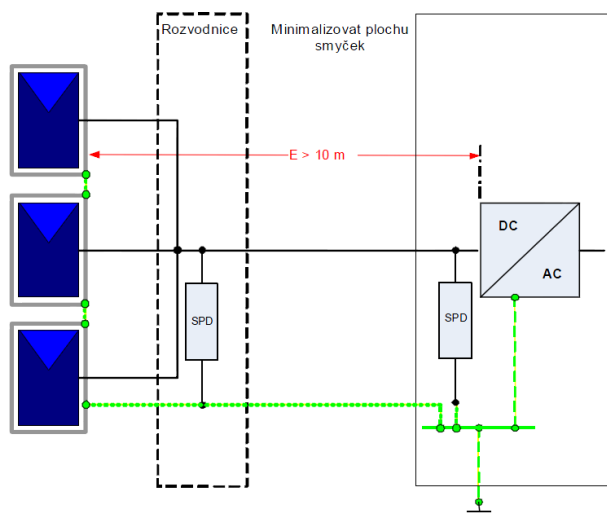 Rozvodnice
Minimalizovat plochu
smyček
E > 10 m
DC
AC
SPD
SPD